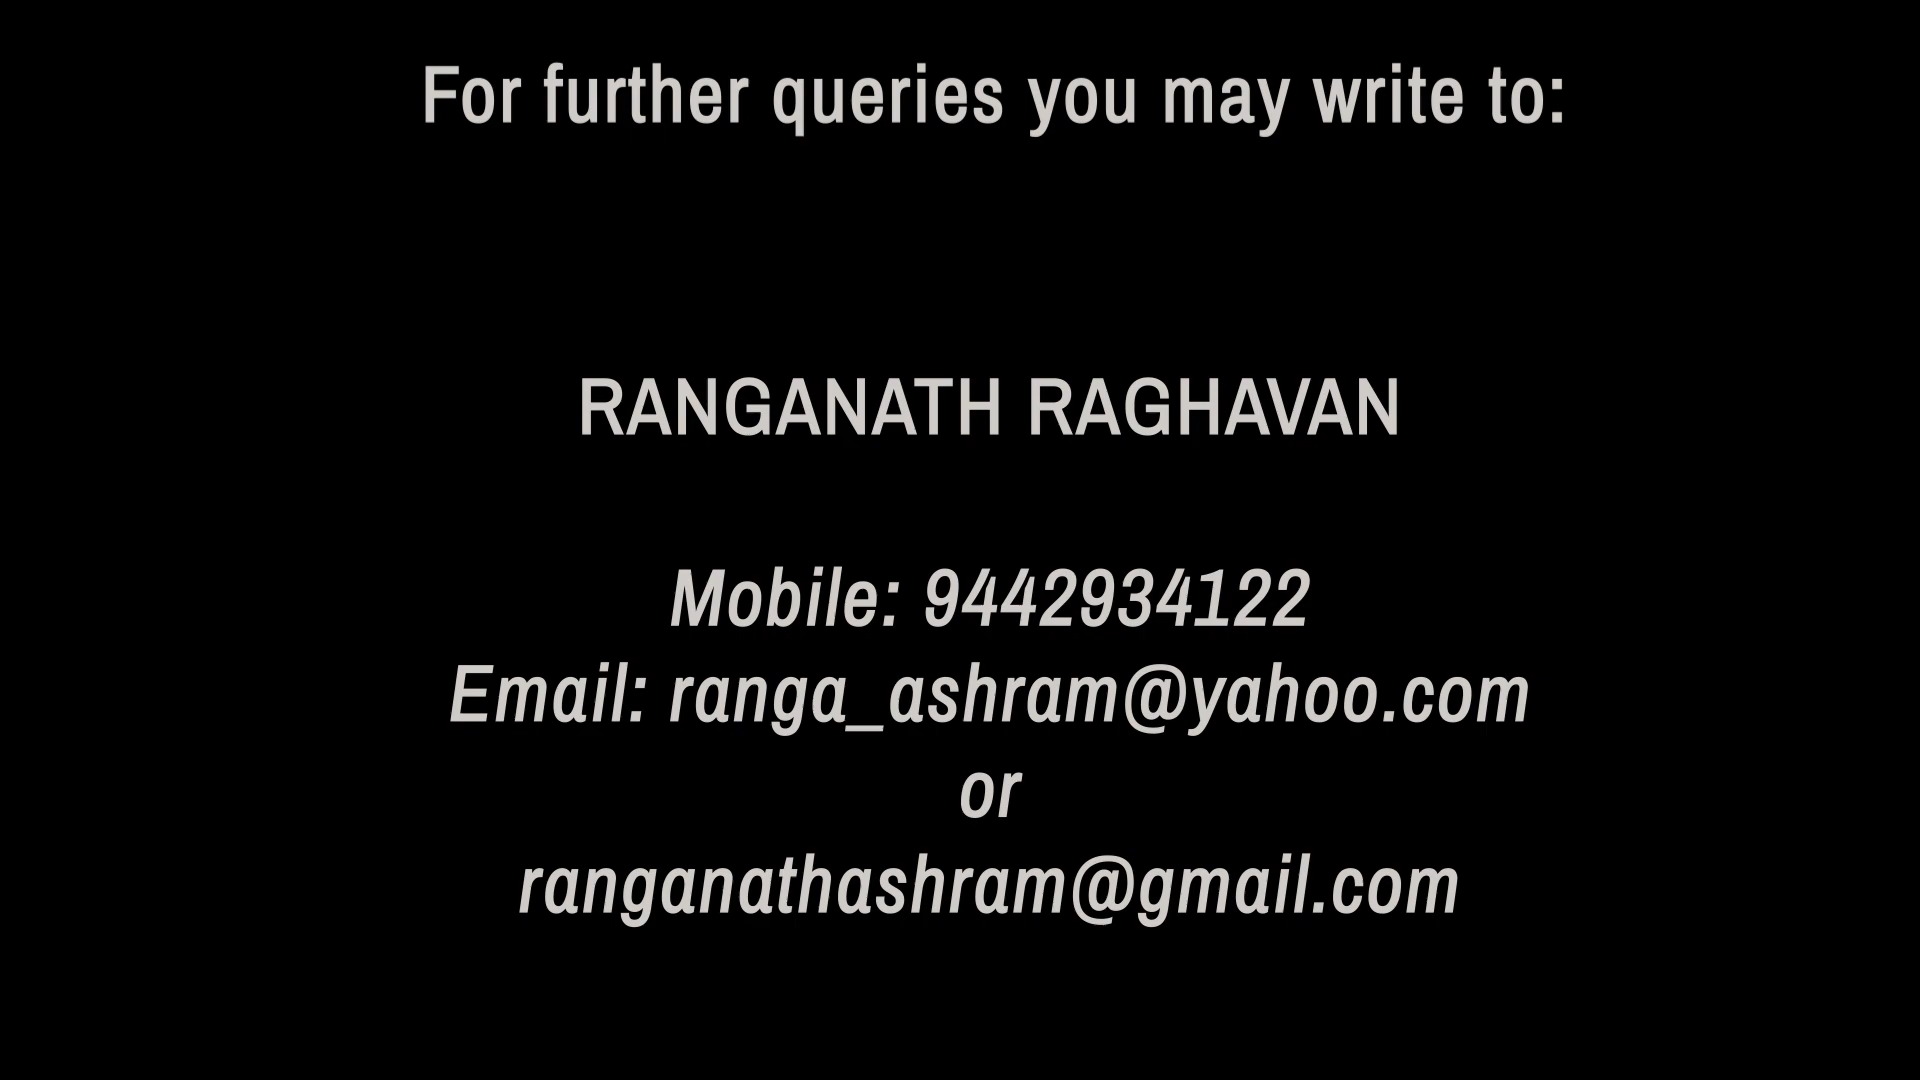 For further queries you may write to:
RANGANATH RAGHAVAN
Mobile: 9442934122
Email: ranga_ashram@yahoo.com
or
ranganathashram@gmail.com